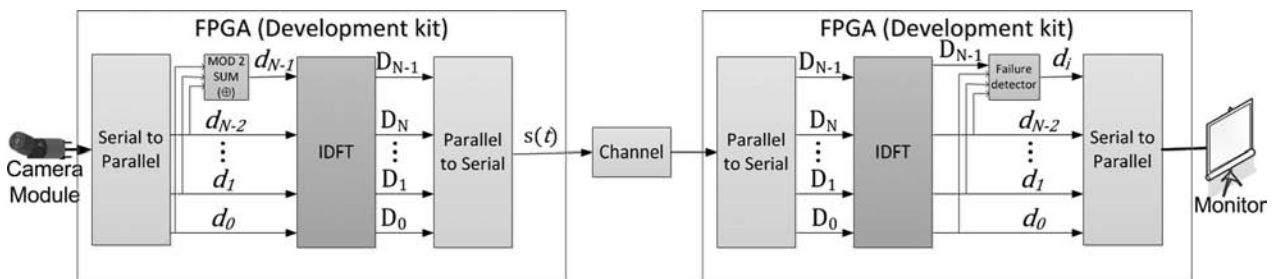 FPGA (Development kit)
Camera
Module
Serial to
Parallel
MOD 2
SUM
(⊕)
d_{N-1}
d_{N-2}
⋮
d_1
d_0
IDFT
D_{N-1}
D_N
⋮
D_1
D_0
Parallel
to Serial
s(t)
Channel
FPGA (Development kit)
Parallel
to Serial
D_{N-1}
D_N
⋮
D_1
D_0
IDFT
D_{N-1}
Failure
detector
d_i
d_{N-2}
⋮
d_1
d_0
Serial to
Parallel
Monitor